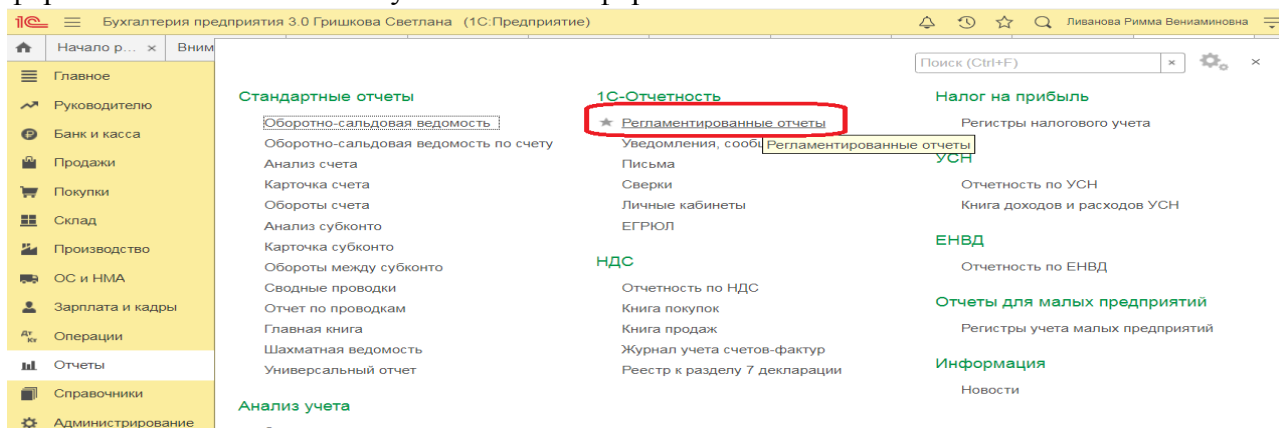 1С Бухгалтерия предприятия 3.0 Гришкова Светлана (1С:Предприятие) Ливанова Римма Вениаминовна
Начало р... × Вним
Поиск (Ctrl+F) ×
Главное
Руководителю
Банк и касса
Продажи
Покупки
Склад
Производство
ОС и НМА
Зарплата и кадры
Дт Кт Операции
Отчеты
Справочники
Администрирование
Стандартные отчеты
Оборотно-сальдовая ведомость
Оборотно-сальдовая ведомость по счету
Анализ счета
Карточка счета
Обороты счета
Анализ субконто
Карточка субконто
Обороты между субконто
Сводные проводки
Отчет по проводкам
Главная книга
Шахматная ведомость
Универсальный отчет
Анализ учета
1С-Отчетность
Регламентированные отчеты
Уведомления, сооб
Регламентированные отчеты
Письма
Сверки
Личные кабинеты
ЕГРЮЛ
НДС
Отчетность по НДС
Книга покупок
Книга продаж
Журнал учета счетов-фактур
Реестр к разделу 7 декларации
Налог на прибыль
Регистры налогового учета
УСН
Отчетность по УСН
Книга доходов и расходов УСН
ЕНВД
Отчетность по ЕНВД
Отчеты для малых предприятий
Регистры учета малых предприятий
Информация
Новости